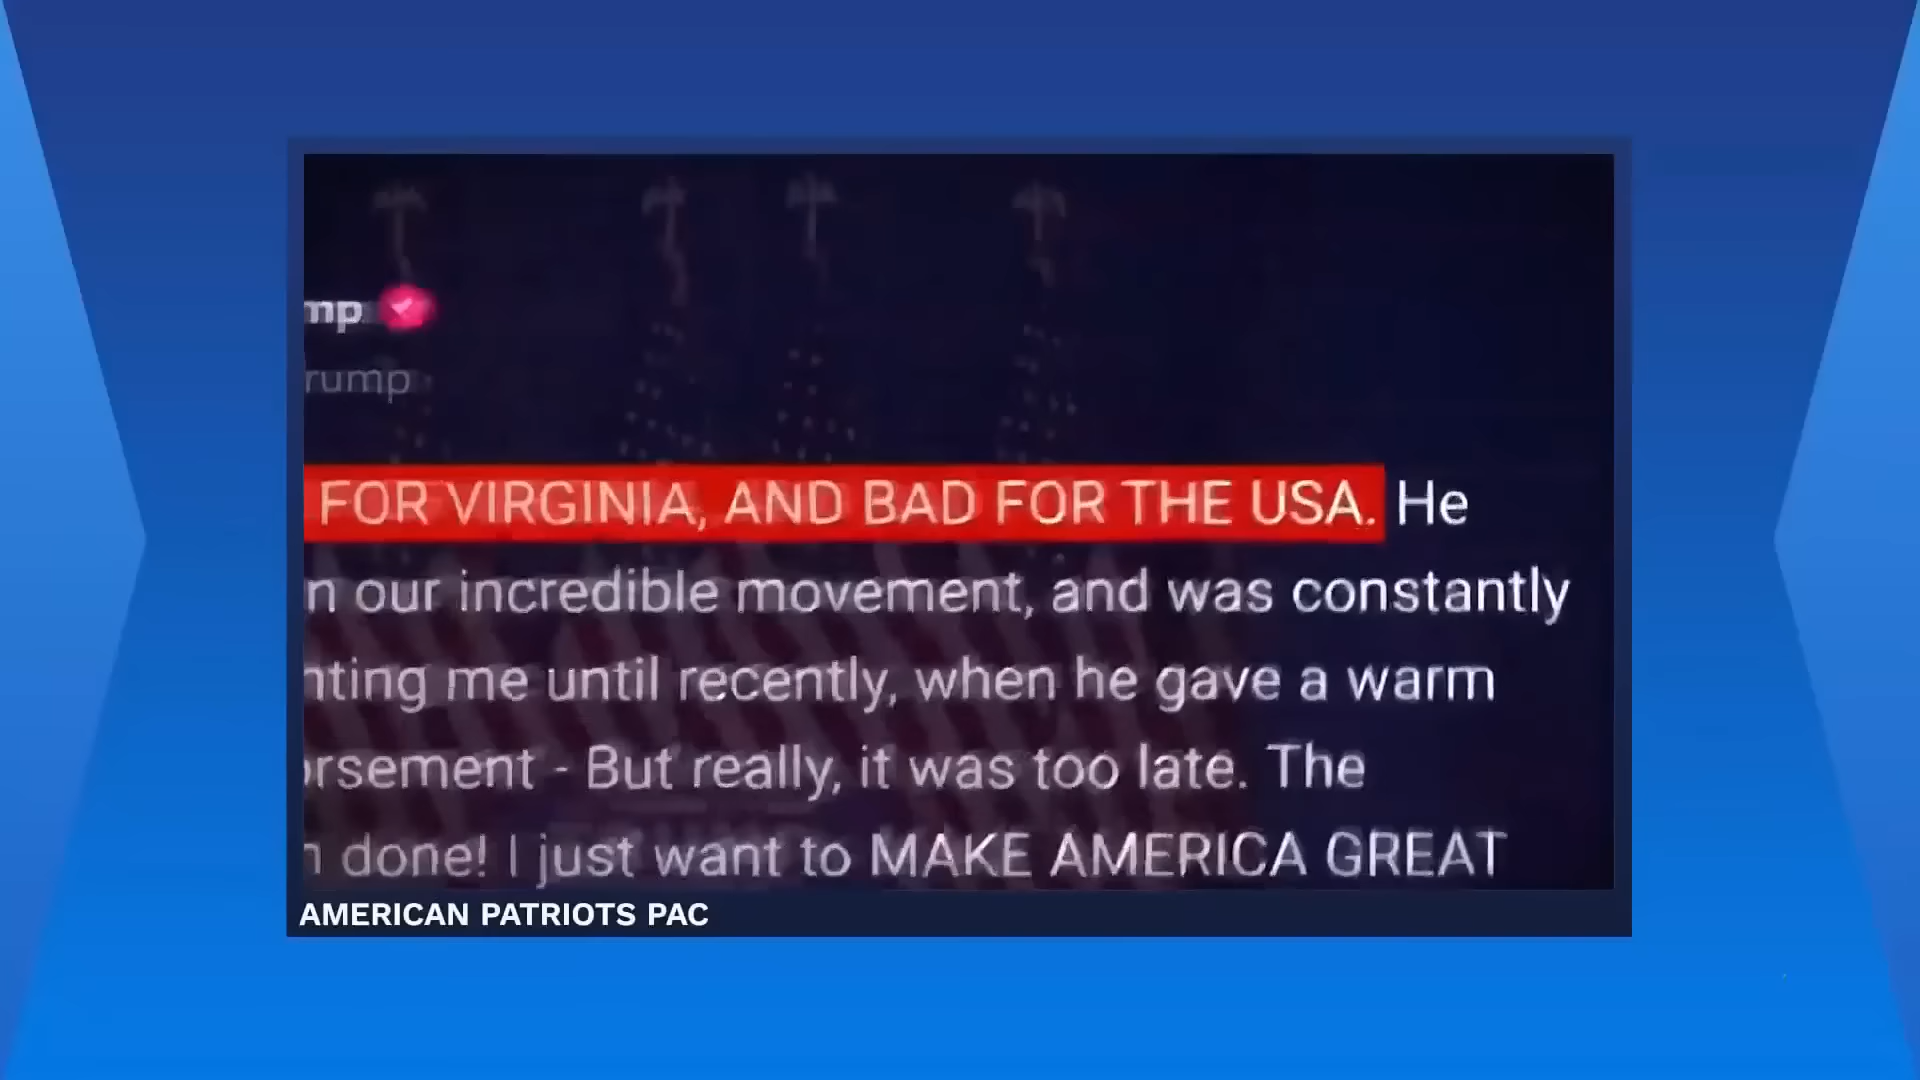 mp
rump
FOR VIRGINIA, AND BAD FOR THE USA. He
n our incredible movement, and was constantly
nting me until recently, when he gave a warm
orsement - But really, it was too late. The
n done! I just want to MAKE AMERICA GREAT
AMERICAN PATRIOTS PAC